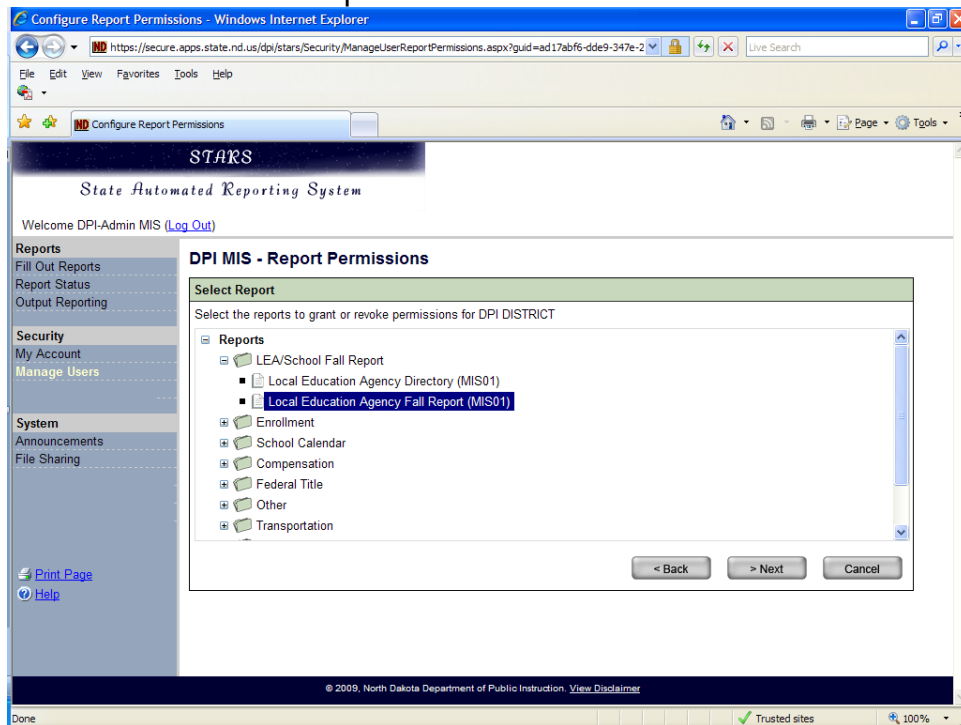 Configure Report Permissions - Windows Internet Explorer
https://secure.apps.state.nd.us/dpi/stars/Security/ManageUserReportPermissions.aspx?guid=ad17abf6-dde9-347e-2
Live Search
File Edit View Favorites Tools Help
ND Configure Report Permissions
Page Tools
STARS
State Automated Reporting System
Welcome DPI-Admin MIS (Log Out)
Reports
Fill Out Reports
Report Status
Output Reporting
Security
My Account
Manage Users
System
Announcements
File Sharing
Print Page
Help
DPI MIS - Report Permissions
Select Report
Select the reports to grant or revoke permissions for DPI DISTRICT
Reports
LEA/School Fall Report
Local Education Agency Directory (MIS01)
Local Education Agency Fall Report (MIS01)
Enrollment
School Calendar
Compensation
Federal Title
Other
Transportation
< Back > Next Cancel
© 2009, North Dakota Department of Public Instruction. View Disclaimer
Done Trusted sites 100%